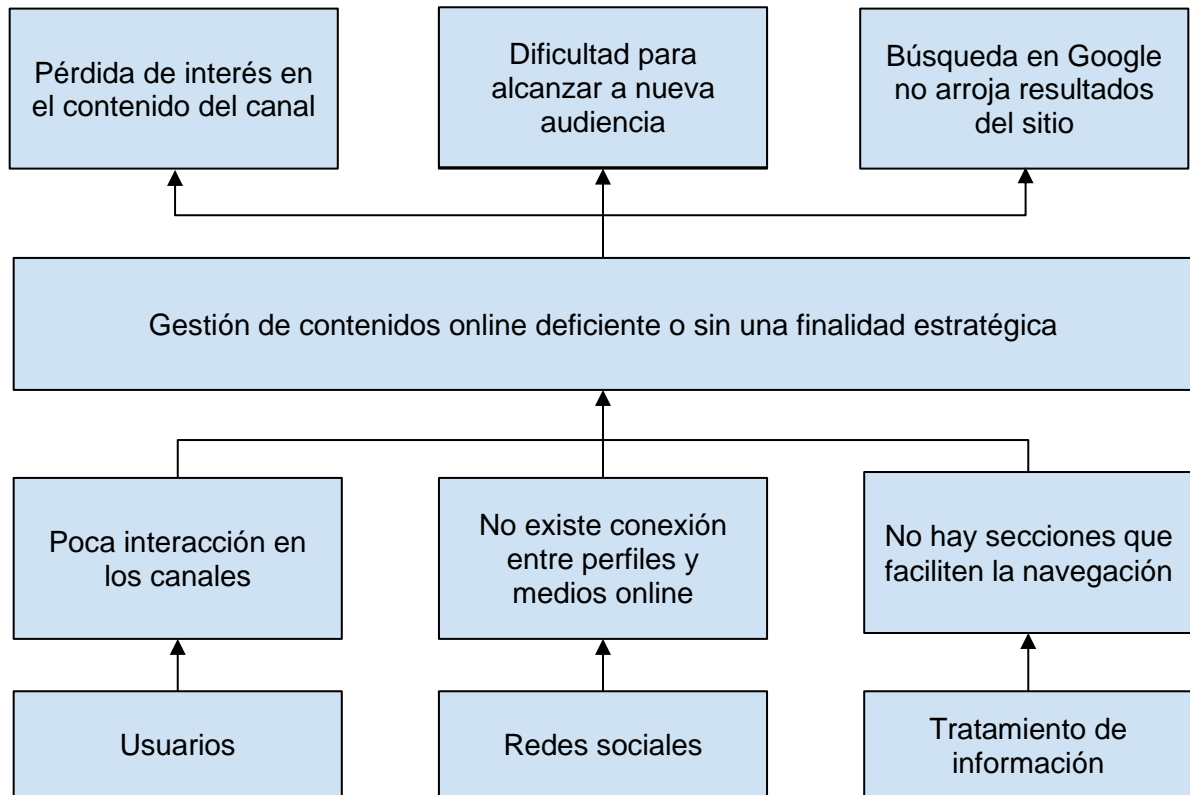 Pérdida de interés en
el contenido del canal
Dificultad para
alcanzar a nueva
audiencia
Búsqueda en Google
no arroja resultados
del sitio
Gestión de contenidos online deficiente o sin una finalidad estratégica
Poca interacción en
los canales
No existe conexión
entre perfiles y
medios online
No hay secciones que
faciliten la navegación
Usuarios
Redes sociales
Tratamiento de
información